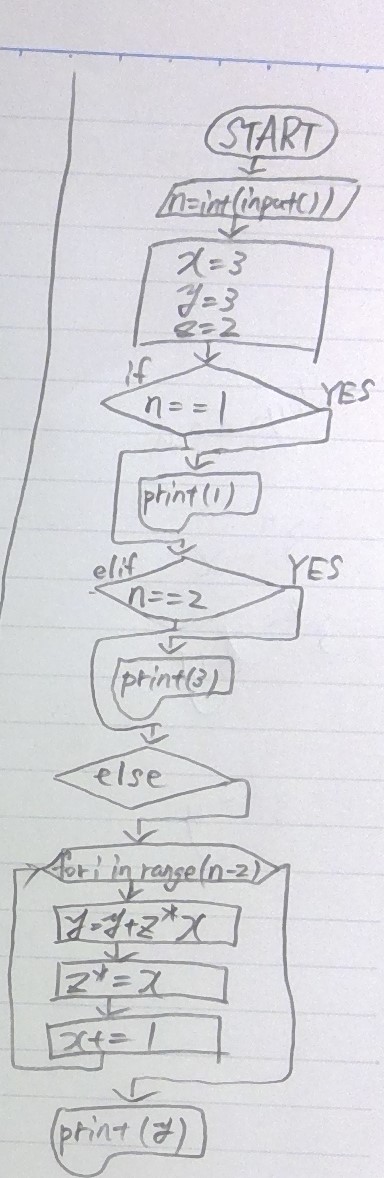 START
n=int(input())
x=3
y=3
z=2
if
n==1
YES
print(1)
elif
n==2
YES
print(3)
else
for i in range(n-2)
y=y+z*x
z*=x
x+=1
print(y)